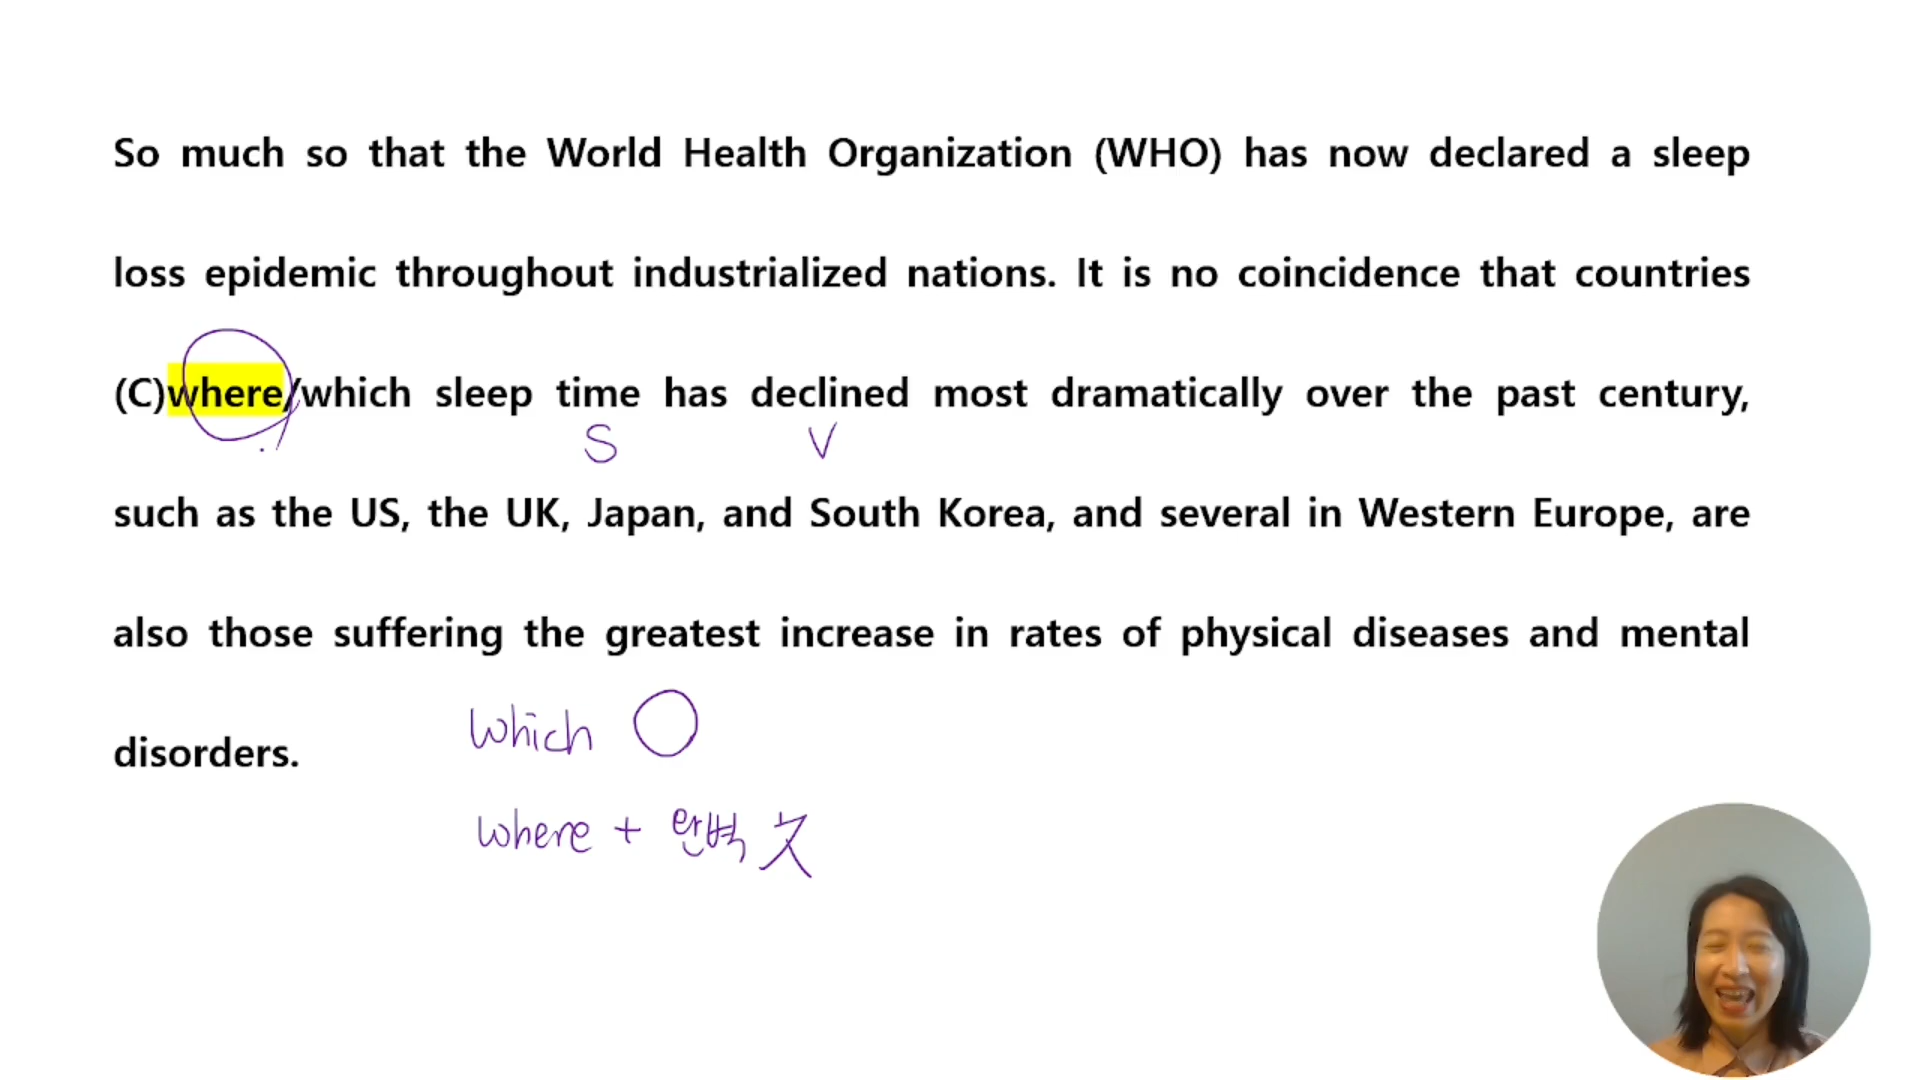 So much so that the World Health Organization (WHO) has now declared a sleep
loss epidemic throughout industrialized nations. It is no coincidence that countries
(C)where/which sleep time has declined most dramatically over the past century,
S V
such as the US, the UK, Japan, and South Korea, and several in Western Europe, are
also those suffering the greatest increase in rates of physical diseases and mental
disorders.
which
where + 완벽 文